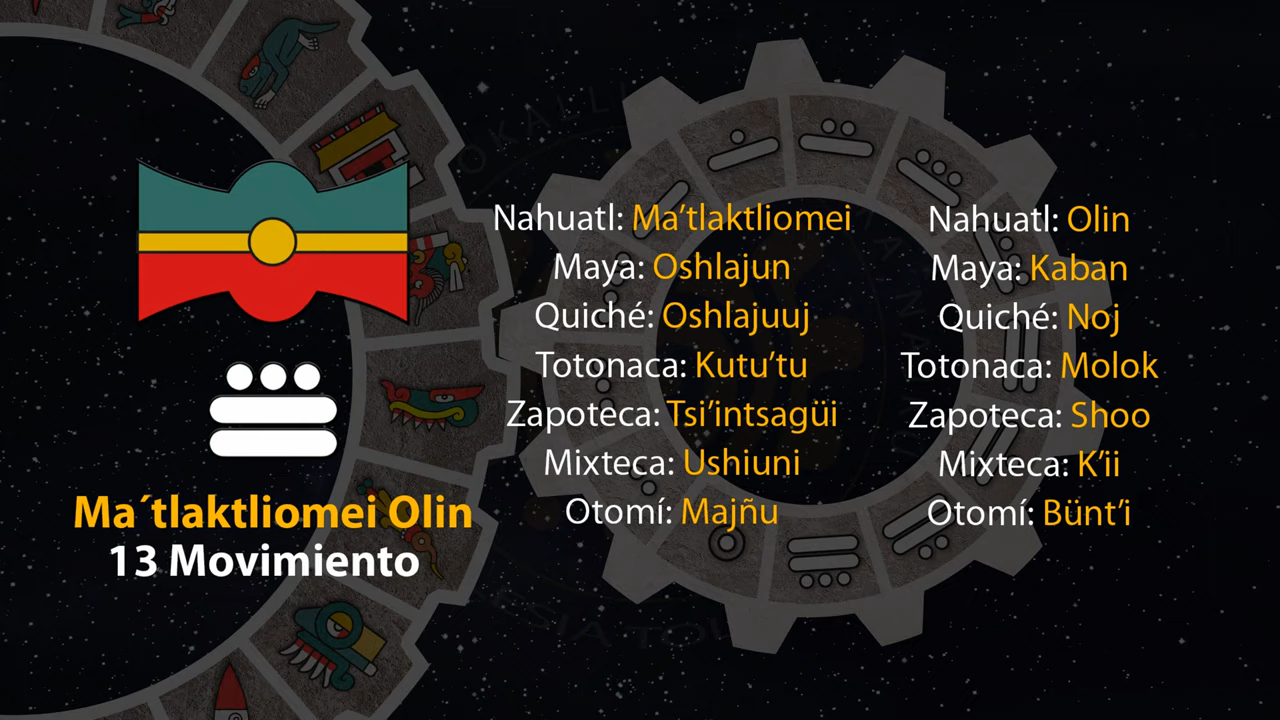 Nahuatl: Ma’tlaktliomei
Maya: Oshlajun
Quiché: Oshlajuuj
Totonaca: Kutu’tu
Zapoteca: Tsi’intsagüi
Mixteca: Ushiuni
Otomí: Majñu
Nahuatl: Olin
Maya: Kaban
Quiché: Noj
Totonaca: Molok
Zapoteca: Shoo
Mixteca: K’ii
Otomí: Bünt’i
Ma´tlaktliomei Olin
13 Movimiento